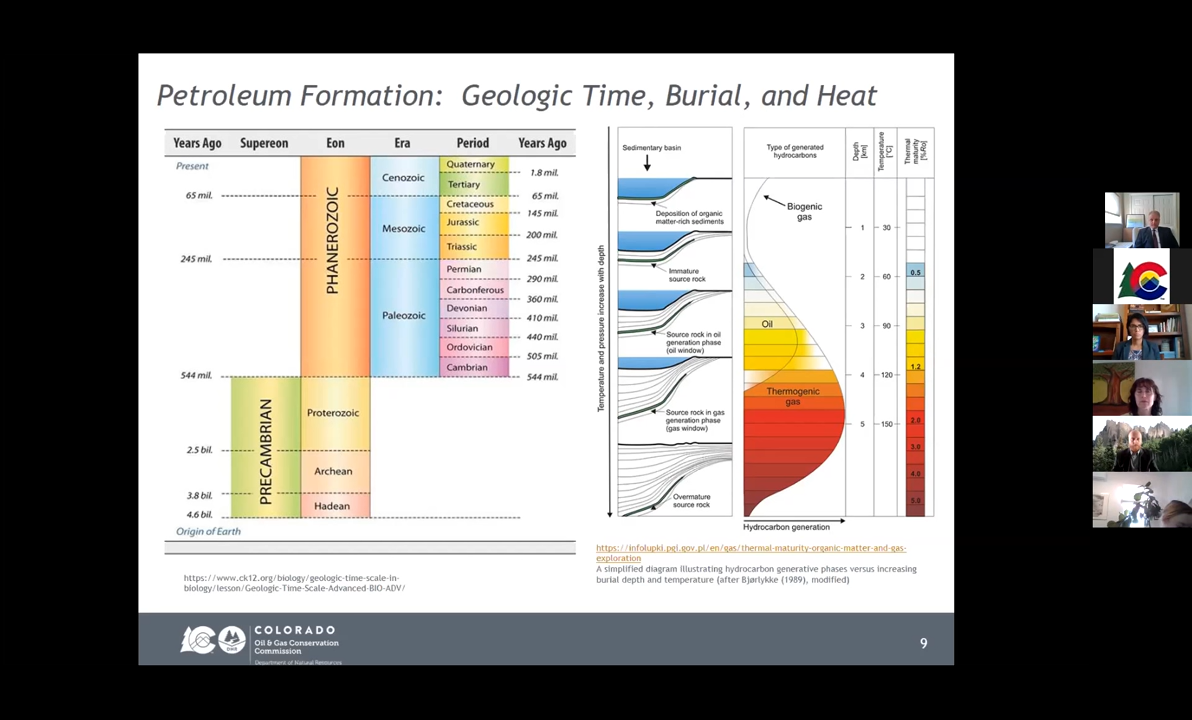 Petroleum Formation: Geologic Time, Burial, and Heat
Years Ago Supereon Eon Era Period Years Ago
Present
65 mil.
245 mil.
544 mil.
2.5 bil.
3.8 bil.
4.6 bil.
Origin of Earth
PRECAMBRIAN
PHANEROZOIC
Proterozoic
Archean
Hadean
Cenozoic
Mesozoic
Paleozoic
Quaternary
Tertiary
Cretaceous
Jurassic
Triassic
Permian
Carbonferous
Devonian
Silurian
Ordovician
Cambrian
1.8 mil.
65 mil.
145 mil.
200 mil.
245 mil.
290 mil.
360 mil.
410 mil.
440 mil.
505 mil.
544 mil.
https://www.ck12.org/biology/geologic-time-scale-in-
biology/lesson/Geologic-Time-Scale-Advanced-BIO-ADV/
Temperature and pressure increase with depth
Sedimentary basin
Deposition of organic
matter-rich sediments
Immature
source rock
Source rock in oil
generation phase
(oil window)
Source rock in gas
generation phase
(gas window)
Overmature
source rock
Type of generated
hydrocarbons
Biogenic
gas
Oil
Thermogenic
gas
Hydrocarbon generation
Depth
[km]
1
2
3
4
5
Temperature
[°C]
30
60
90
120
150
Thermal
maturity
[%Ro]
0.5
1.2
2.0
3.0
4.0
5.0
https://infolupki.pgi.gov.pl/en/gas/thermal-maturity-organic-matter-and-gas-
exploration
A simplified diagram illustrating hydrocarbon generative phases versus increasing
burial depth and temperature (after Bjørlykke (1989), modified)
COLORADO
Oil & Gas Conservation
Commission
Department of Natural Resources
DNR
9